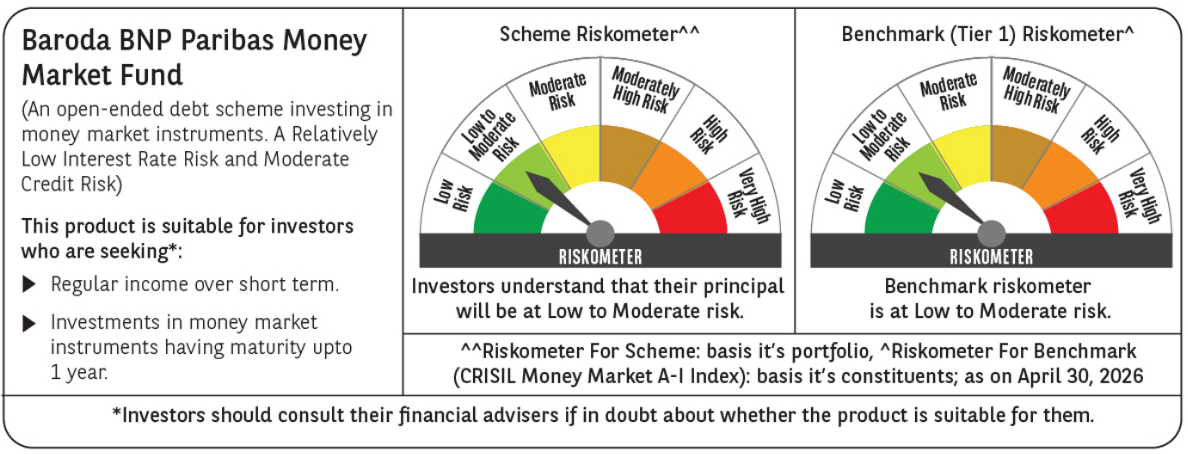 Baroda BNP Paribas Money
Market Fund
(An open-ended debt scheme investing in
money market instruments. A Relatively
Low Interest Rate Risk and Moderate
Credit Risk)
This product is suitable for investors
who are seeking*:
▶ Regular income over short term.
▶ Investments in money market
instruments having maturity upto
1 year.
Scheme Riskometer^^
Low
Risk
Low to
Moderate
Risk
Moderate
Risk
Moderately
High Risk
High
Risk
Very High
Risk
RISKOMETER
Investors understand that their principal
will be at Low to Moderate risk.
Benchmark (Tier 1) Riskometer^
Low
Risk
Low to
Moderate
Risk
Moderate
Risk
Moderately
High Risk
High
Risk
Very High
Risk
RISKOMETER
Benchmark riskometer
is at Low to Moderate risk.
^^Riskometer For Scheme: basis it's portfolio, ^Riskometer For Benchmark
(CRISIL Money Market A-I Index): basis it's constituents; as on April 30, 2026
*Investors should consult their financial advisers if in doubt about whether the product is suitable for them.